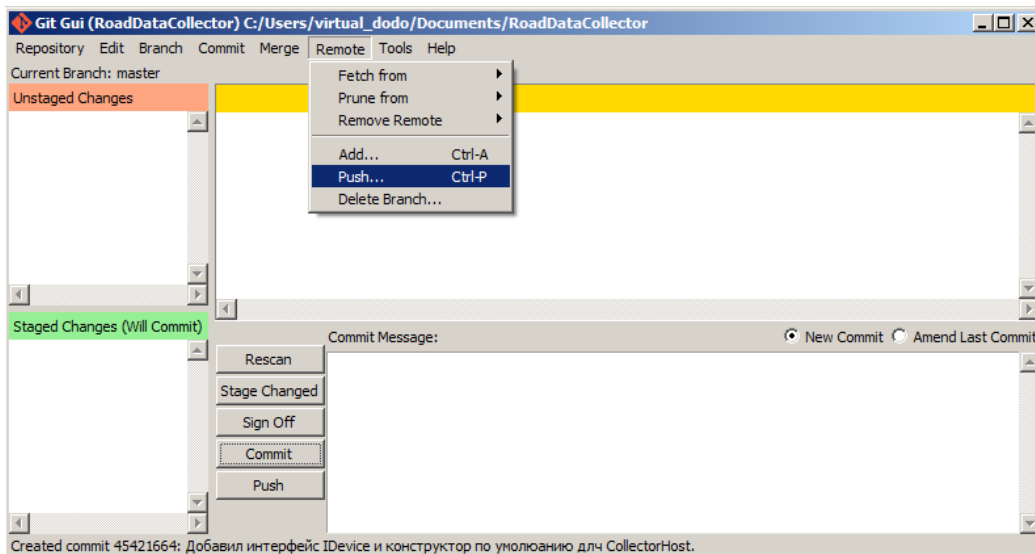 Git Gui (RoadDataCollector) C:/Users/virtual_dodo/Documents/RoadDataCollector
Repository Edit Branch Commit Merge Remote Tools Help
Current Branch: master
Unstaged Changes
Fetch from
Prune from
Remove Remote
Add... Ctrl-A
Push... Ctrl-P
Delete Branch...
Staged Changes (Will Commit)
Commit Message:
New Commit
Amend Last Commit
Rescan
Stage Changed
Sign Off
Commit
Push
Created commit 45421664: Добавил интерфейс IDevice и конструктор по умолюанию длч CollectorHost.